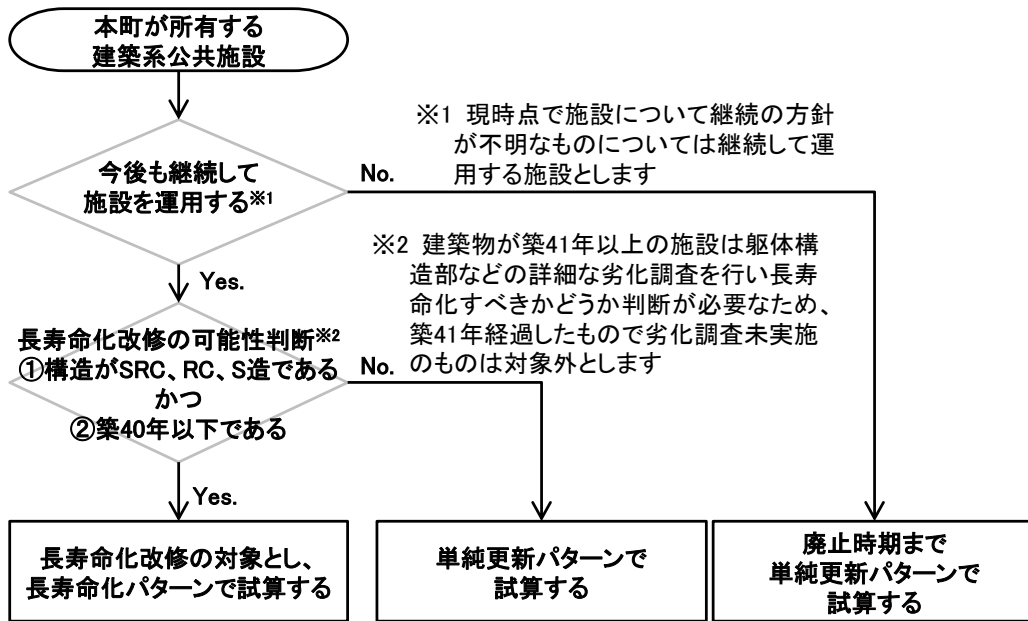 本町が所有する
建築系公共施設
※1 現時点で施設について継続の方針
が不明なものについては継続して運
用する施設とします
今後も継続して
施設を運用する※1
No.
※2 建築物が築41年以上の施設は躯体構
造部などの詳細な劣化調査を行い長寿
命化すべきかどうか判断が必要なため、
築41年経過したもので劣化調査未実施
のものは対象外とします
Yes.
長寿命化改修の可能性判断※2
①構造がSRC、RC、S造である
かつ
②築40年以下である
No.
Yes.
長寿命化改修の対象とし、
長寿命化パターンで試算する
単純更新パターンで
試算する
廃止時期まで
単純更新パターンで
試算する